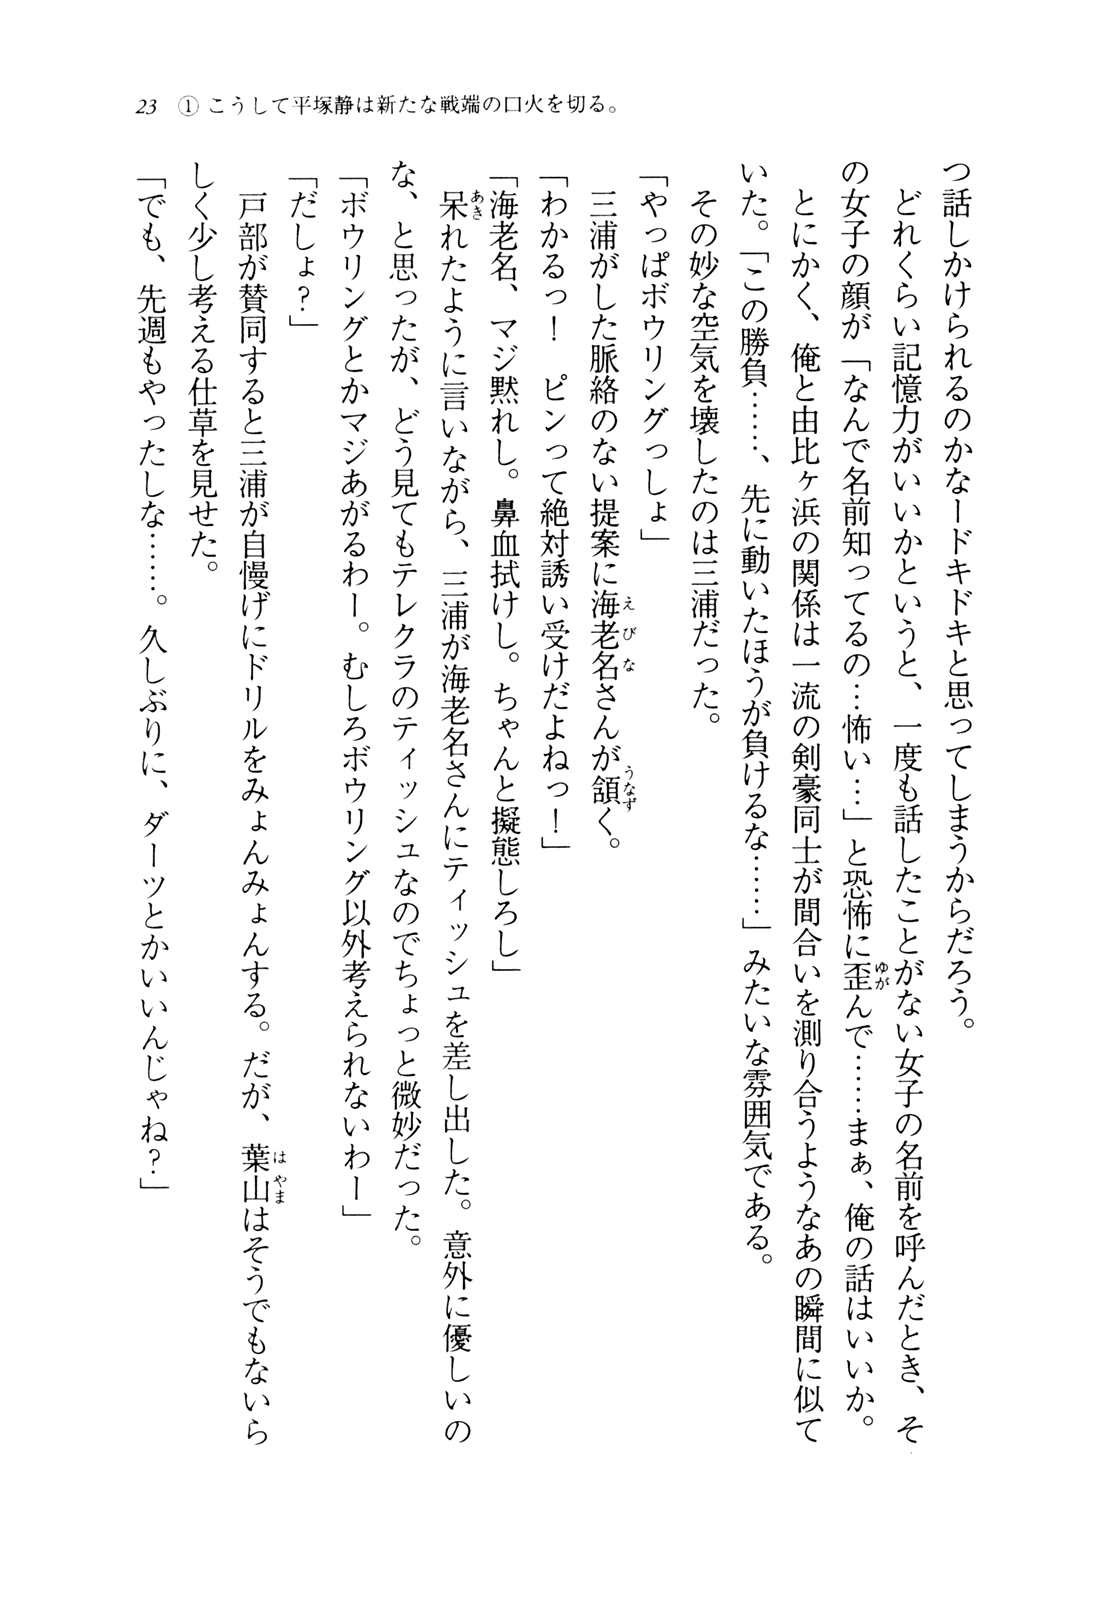 23 ① こうして平塚静は新たな戦端の口火を切る。
つ話しかけられるのかなードキドキと思ってしまうからだろう。
どれくらい記憶力がいいかというと、一度も話したことがない女子の名前を呼んだとき、そ
の女子の顔が「なんで名前知ってるの…怖い…」と恐怖に歪んで……まぁ、俺の話はいいか。
とにかく、俺と由比ヶ浜の関係は一流の剣豪同士が間合いを測り合うようなあの瞬間に似て
いた。「この勝負……、先に動いたほうが負けるな……」みたいな雰囲気である。
その妙な空気を壊したのは三浦だった。
「やっぱボウリングっしょ」
三浦がした脈絡のない提案に海老名さんが頷く。
「わかるっ！　ピンって絶対誘い受けだよねっ！」
「海老名、マジ黙れし。鼻血拭けし。ちゃんと擬態しろし」
呆れたように言いながら、三浦が海老名さんにティッシュを差し出した。意外に優しいの
な、と思ったが、どう見てもテレクラのティッシュなのでちょっと微妙だった。
「ボウリングとかマジあがるわー。むしろボウリング以外考えられないわー」
「だしょ？」
戸部が賛同すると三浦が自慢げにドリルをみょんみょんする。だが、葉山はそうでもないら
しく少し考える仕草を見せた。
「でも、先週もやったしな……。久しぶりに、ダーツとかいいんじゃね？」